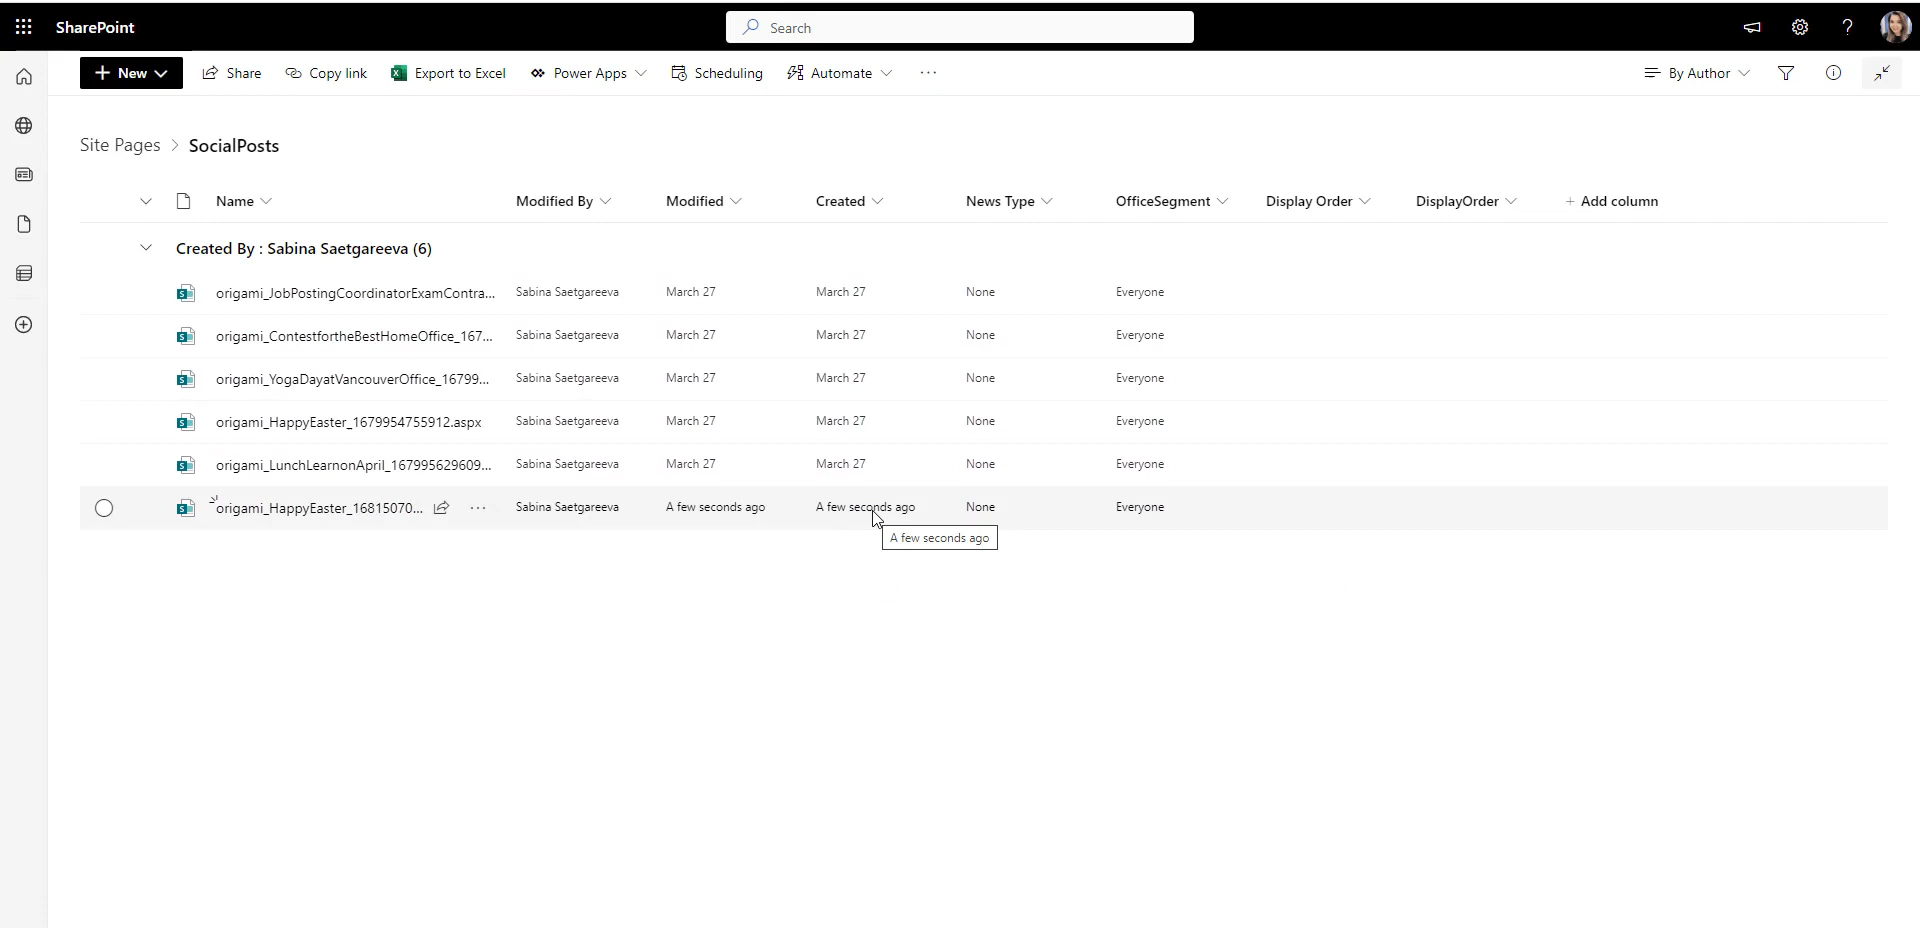 SharePoint
Search
New
Share
Copy link
Export to Excel
Power Apps
Scheduling
Automate
By Author
Site Pages > SocialPosts
Name Modified By Modified Created News Type OfficeSegment Display Order DisplayOrder + Add column
Created By : Sabina Saetgareeva (6)
origami_JobPostingCoordinatorExamContra... Sabina Saetgareeva March 27 March 27 None Everyone
origami_ContestfortheBestHomeOffice_167... Sabina Saetgareeva March 27 March 27 None Everyone
origami_YogaDayatVancouverOffice_16799... Sabina Saetgareeva March 27 March 27 None Everyone
origami_HappyEaster_1679954755912.aspx Sabina Saetgareeva March 27 March 27 None Everyone
origami_LunchLearnonApril_167995629609... Sabina Saetgareeva March 27 March 27 None Everyone
origami_HappyEaster_16815070... Sabina Saetgareeva A few seconds ago A few seconds ago None Everyone
A few seconds ago